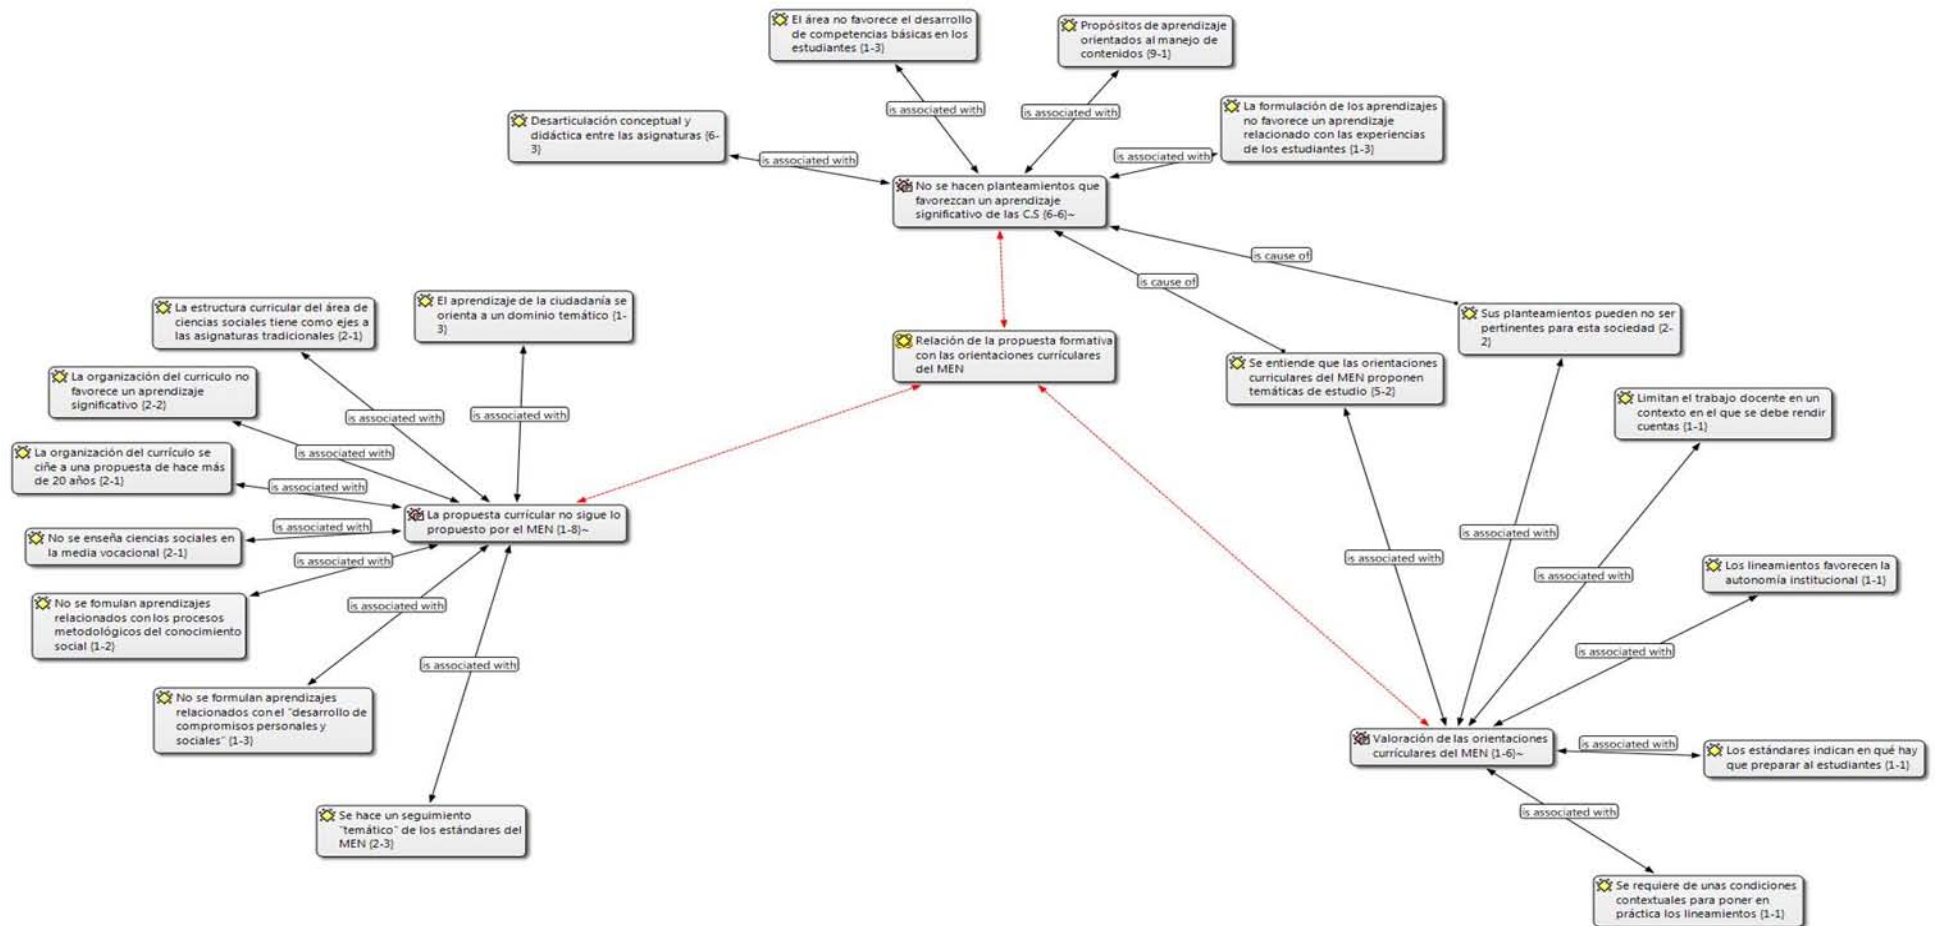 El área no favorece el desarrollo
de competencias básicas en los
estudiantes {1-3}
Propósitos de aprendizaje
orientados al manejo de
contenidos {9-1}
is associated with
is associated with
Desarticulación conceptual y
didáctica entre las asignaturas {6-
3}
La formulación de los aprendizajes
no favorece un aprendizaje
relacionado con las experiencias
de los estudiantes {1-3}
is associated with
is associated with
No se hacen planteamientos que
favorezcan un aprendizaje
significativo de las C.S {6-6}~
is cause of
is cause of
La estructura curricular del área de
ciencias sociales tiene como ejes a
las asignaturas tradicionales {2-1}
El aprendizaje de la ciudadanía se
orienta a un dominio temático {1-
3}
Relación de la propuesta formativa
con las orientaciones currículares
del MEN
Sus planteamientos pueden no ser
pertinentes para esta sociedad {2-
2}
Se entiende que las orientaciones
curriculares del MEN proponen
temáticas de estudio {5-2}
La organización del currículo no
favorece un aprendizaje
significativo {2-2}
Limitan el trabajo docente en un
contexto en el que se debe rendir
cuentas {1-1}
is associated with
is associated with
La organización del currículo se
ciñe a una propuesta de hace más
de 20 años {2-1}
is associated with
is associated with
La propuesta currícular no sigue lo
propuesto por el MEN {1-8}~
is associated with
No se enseña ciencias sociales en
la media vocacional {2-1}
is associated with
is associated with
is associated with
is associated with
Los lineamientos favorecen la
autonomía institucional {1-1}
No se fomulan aprendizajes
relacionados con los procesos
metodológicos del conocimiento
social {1-2}
is associated with
is associated with
is associated with
No se formulan aprendizajes
relacionados con el "desarrollo de
compromisos personales y
sociales" {1-3}
Valoración de las orientaciones
currículares del MEN {1-6}~
is associated with
Los estándares indican en qué hay
que preparar al estudiantes {1-1}
Se hace un seguimiento
"temático" de los estándares del
MEN {2-3}
is associated with
Se requiere de unas condiciones
contextuales para poner en
práctica los lineamientos {1-1}